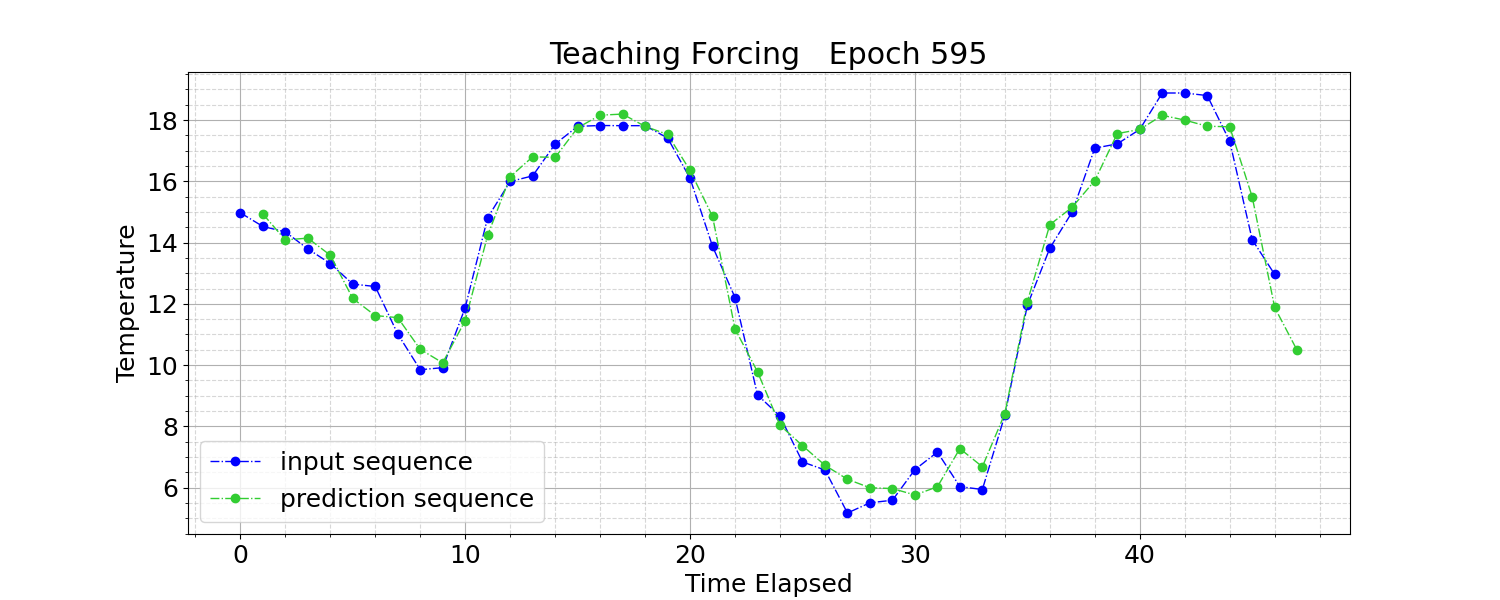 Teaching Forcing   Epoch 595
Temperature
18
16
14
12
10
8
6
input sequence
prediction sequence
0 10 20 30 40
Time Elapsed